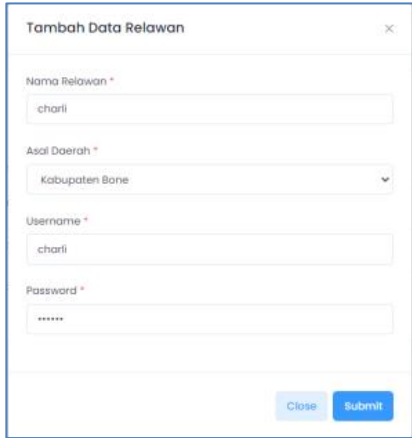 Tambah Data Relawan ×
Nama Relawan *
charli
Asal Daerah *
Kabupaten Bone
Username *
charli
Password *
••••••
Close Submit